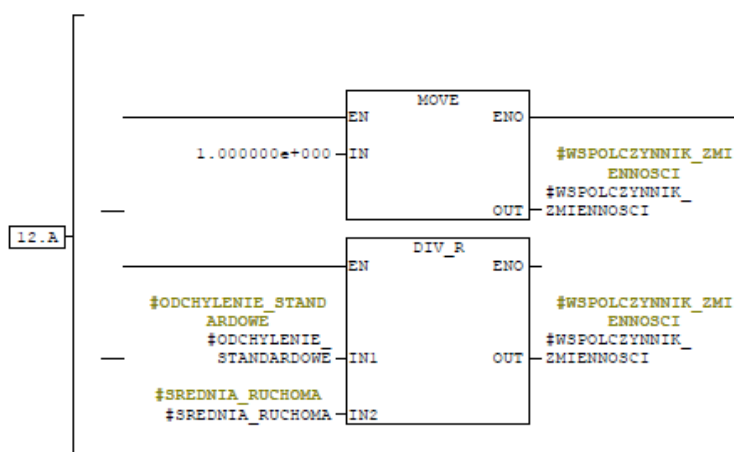 MOVE
EN ENO
1.000000e+000 IN
#WSPOLCZYNNIK_ZMI
ENNOSCI
#WSPOLCZYNNIK_
OUT ZMIENNOSCI
12.A
DIV_R
EN ENO
#ODCHYLENIE_STAND
ARDOWE
#ODCHYLENIE_
STANDARDOWE IN1
#WSPOLCZYNNIK_ZMI
ENNOSCI
#WSPOLCZYNNIK_
OUT ZMIENNOSCI
#SREDNIA_RUCHOMA
#SREDNIA_RUCHOMA IN2